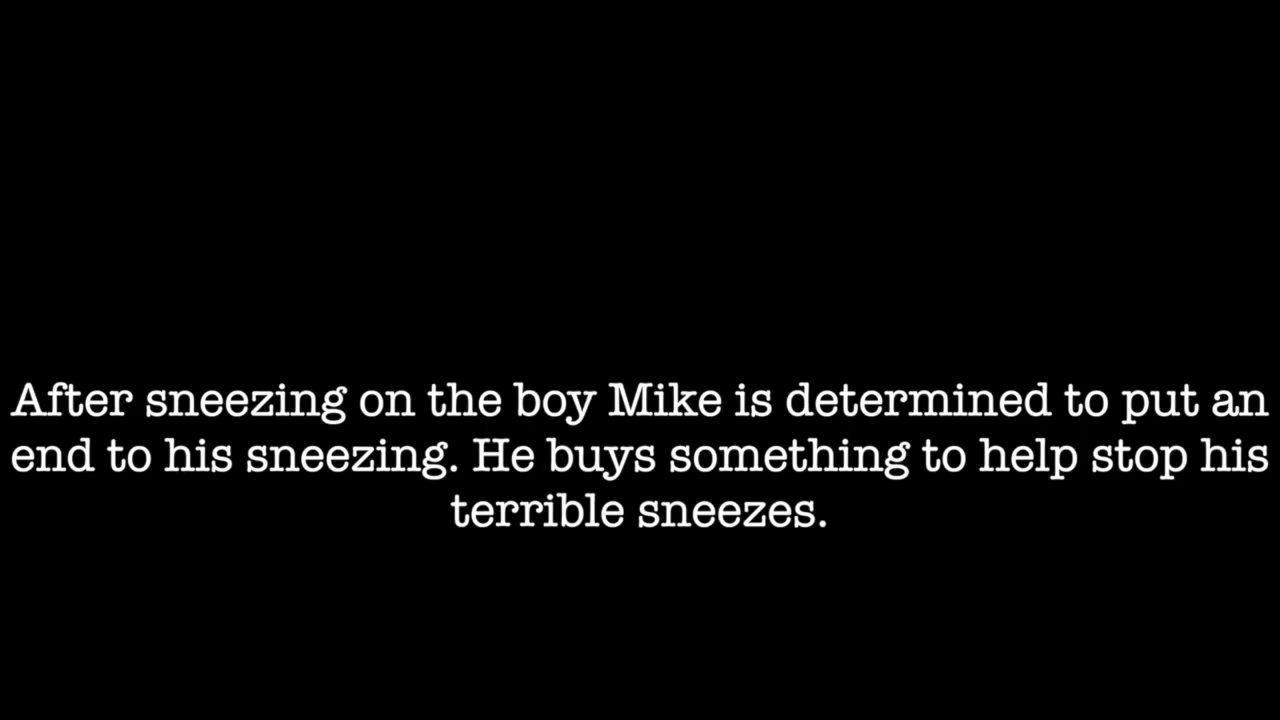 After sneezing on the boy Mike is determined to put an
end to his sneezing. He buys something to help stop his
terrible sneezes.